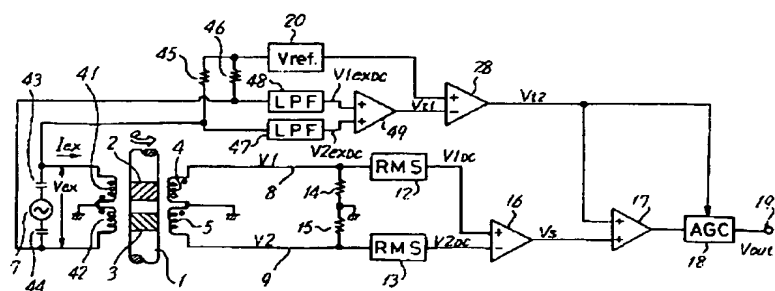 20
46
45
Vref.
28
43
41
48
LPF
V1exDC
Vt1
Vt2
49
LPF
47
V2exDC
Iex
2
4
V1
8
14
RMS
12
V1DC
16
17
19
Vex
15
Vs
AGC
18
Vout
7
44
42
3
1
5
V2
9
RMS
13
V2DC